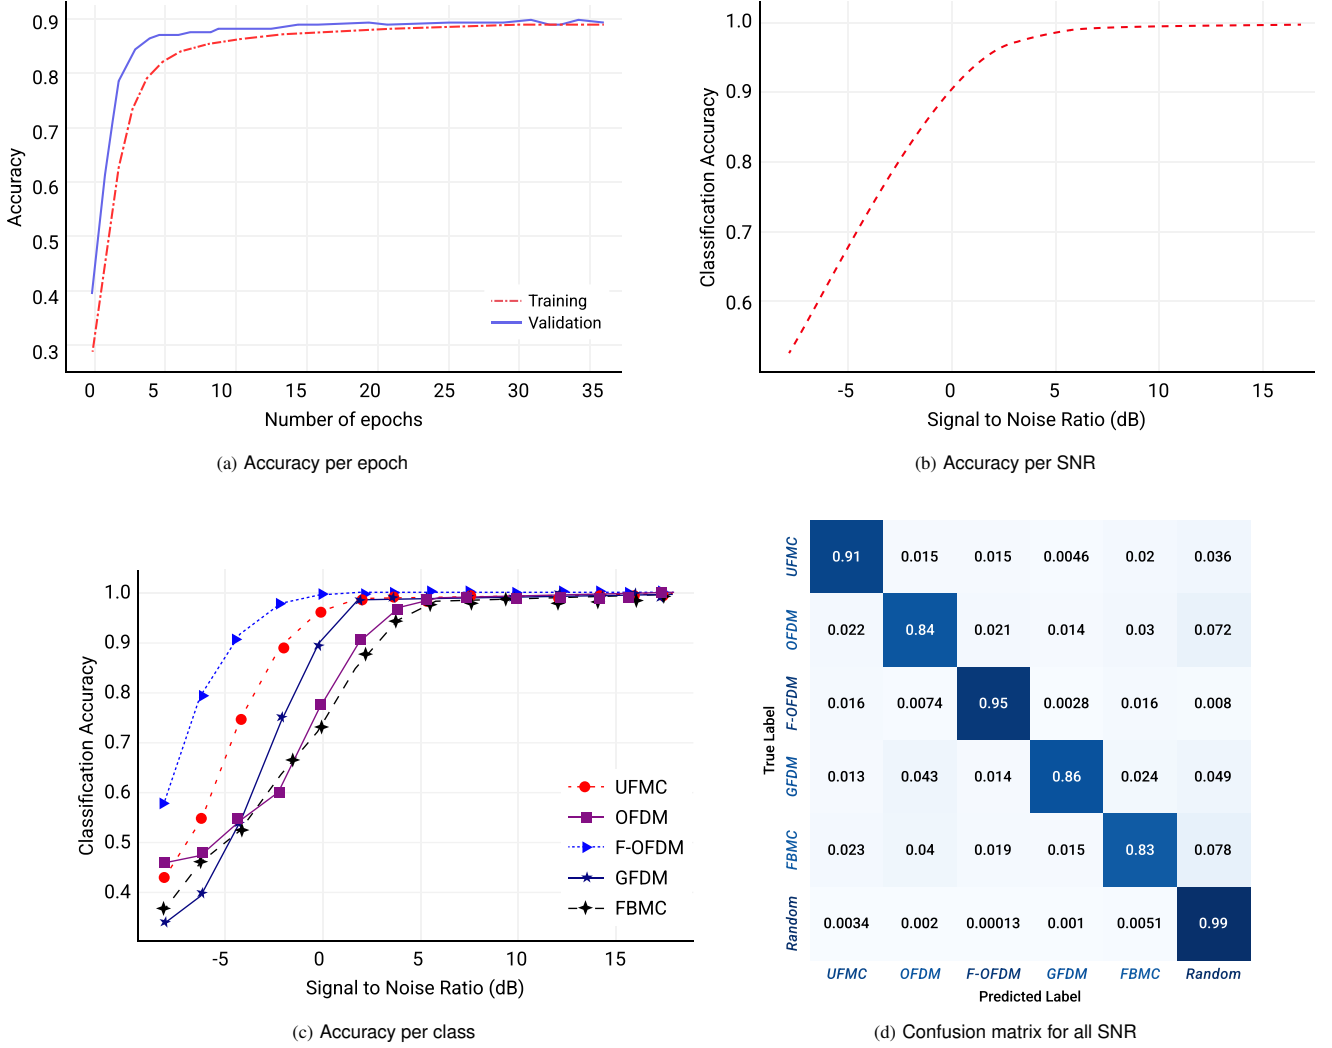 0.9
0.8
0.7
0.6
0.5
0.4
0.3
Accuracy
Training
Validation
0 5 10 15 20 25 30 35
Number of epochs
(a) Accuracy per epoch
1.0
0.9
0.8
0.7
0.6
Classification Accuracy
-5 0 5 10 15
Signal to Noise Ratio (dB)
(b) Accuracy per SNR
1.0
0.9
0.8
0.7
0.6
0.5
0.4
Classification Accuracy
UFMC
OFDM
F-OFDM
GFDM
FBMC
-5 0 5 10 15
Signal to Noise Ratio (dB)
(c) Accuracy per class
True Label
UFMC 0.91 0.015 0.015 0.0046 0.02 0.036
OFDM 0.022 0.84 0.021 0.014 0.03 0.072
F-OFDM 0.016 0.0074 0.95 0.0028 0.016 0.008
GFDM 0.013 0.043 0.014 0.86 0.024 0.049
FBMC 0.023 0.04 0.019 0.015 0.83 0.078
Random 0.0034 0.002 0.00013 0.001 0.0051 0.99
UFMC OFDM F-OFDM GFDM FBMC Random
Predicted Label
(d) Confusion matrix for all SNR